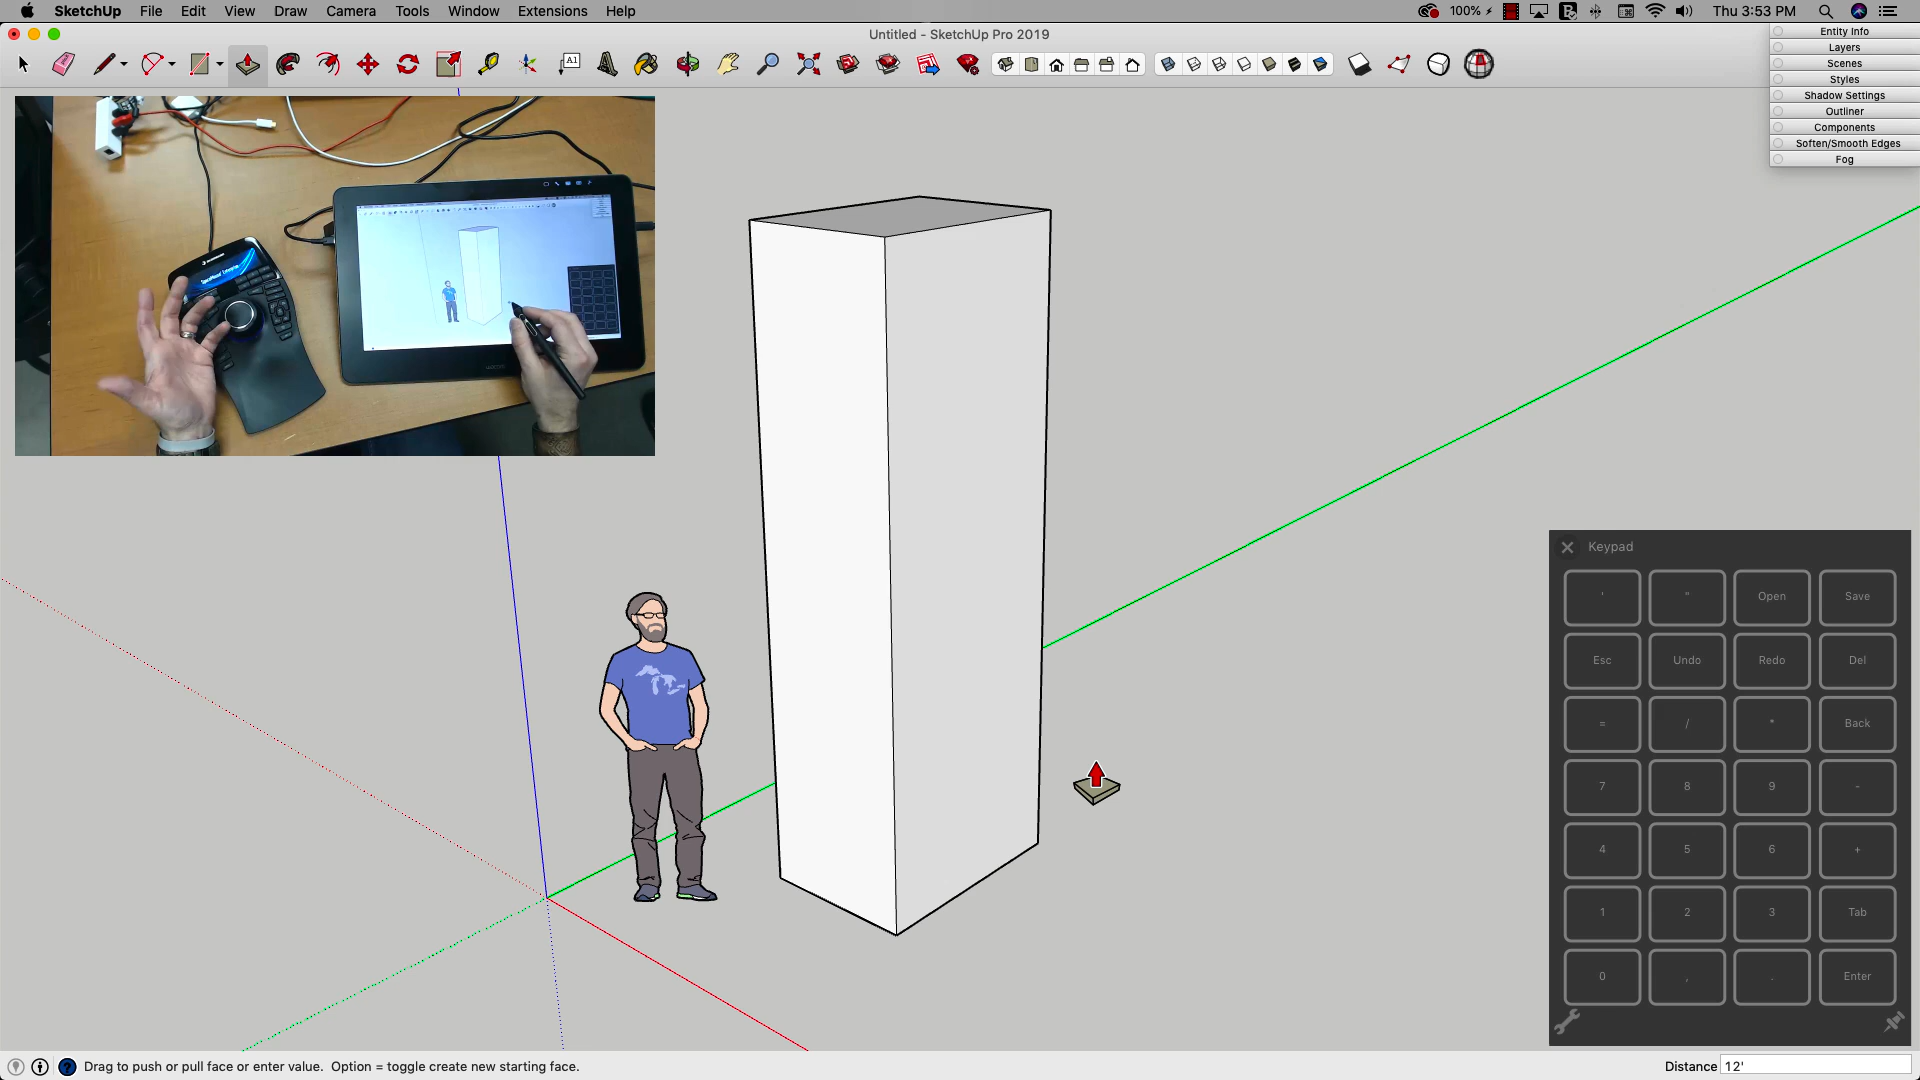 SketchUp File Edit View Draw Camera Tools Window Extensions Help 100% Thu 3:53 PM
Untitled - SketchUp Pro 2019
A1
Entity Info
Layers
Scenes
Styles
Shadow Settings
Outliner
Components
Soften/Smooth Edges
Fog
Keypad
' " Open Save
Esc Undo Redo Del
= / * Back
7 8 9 -
4 5 6 +
1 2 3 Tab
0 , . Enter
Drag to push or pull face or enter value. Option = toggle create new starting face. Distance 12'